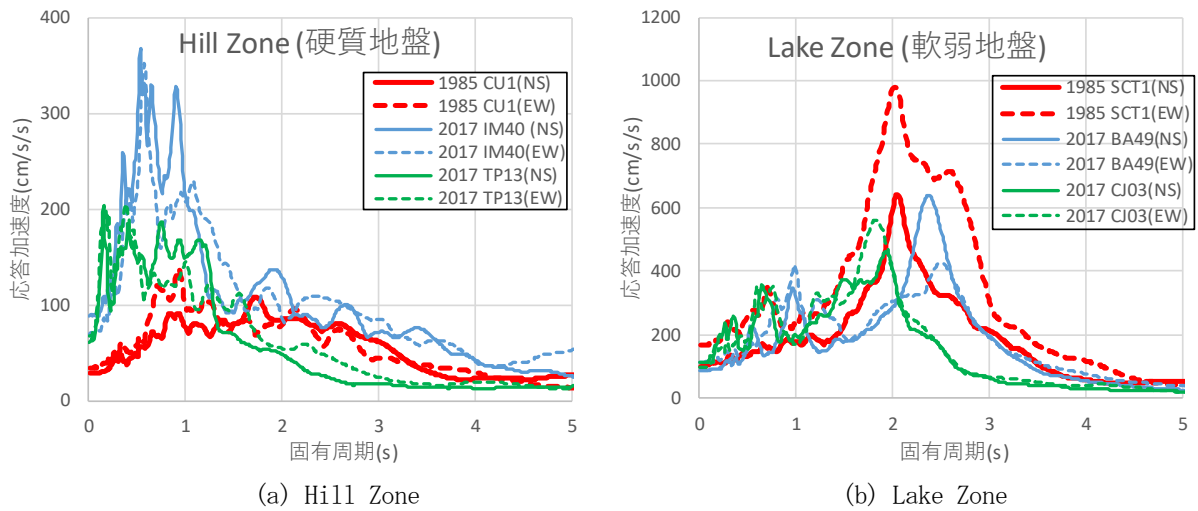 Hill Zone (硬質地盤)
400
300
200
100
0
応答加速度(cm/s/s)
1985 CU1(NS)
1985 CU1(EW)
2017 IM40 (NS)
2017 IM40(EW)
2017 TP13(NS)
2017 TP13(EW)
0 1 2 3 4 5
固有周期(s)
(a) Hill Zone
Lake Zone (軟弱地盤)
1200
1000
800
600
400
200
0
応答加速度(cm/s/s)
1985 SCT1(NS)
1985 SCT1(EW)
2017 BA49(NS)
2017 BA49(EW)
2017 CJ03(NS)
2017 CJ03(EW)
0 1 2 3 4 5
固有周期(s)
(b) Lake Zone